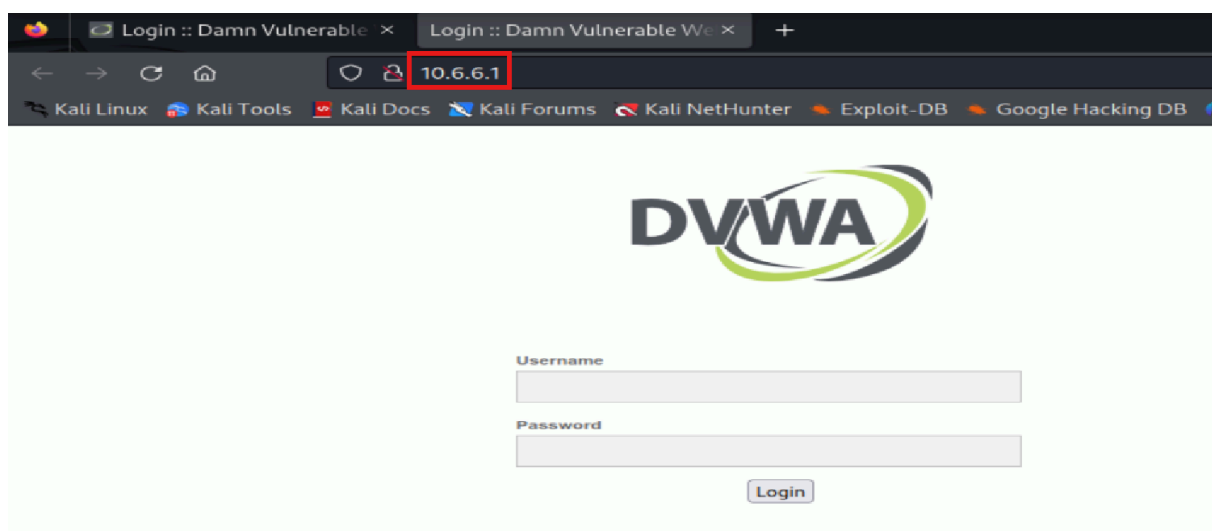 Login :: Damn Vulnerable × Login :: Damn Vulnerable We × +
10.6.6.1
Kali Linux Kali Tools Kali Docs Kali Forums Kali NetHunter Exploit-DB Google Hacking DB
DVWA
Username
Password
Login